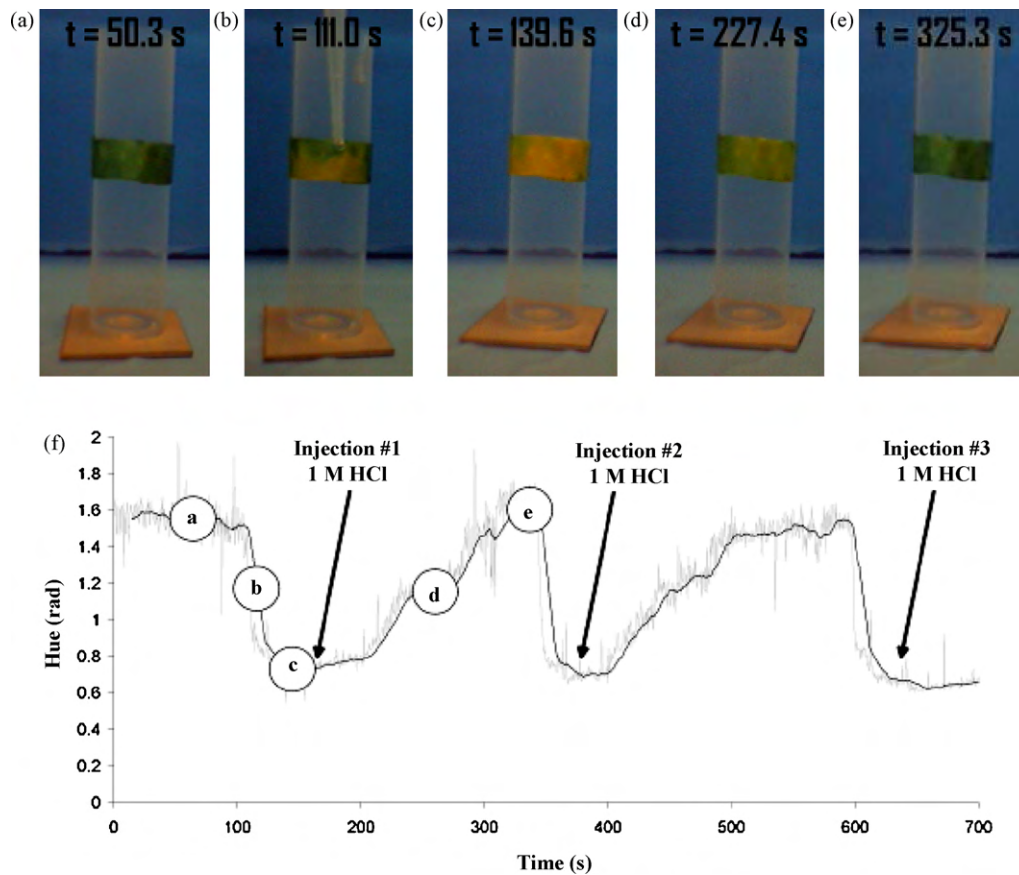 (a)
t = 50.3 s
(b)
t = 111.0 s
(c)
t = 139.6 s
(d)
t = 227.4 s
(e)
t = 325.3 s
(f)
Injection #1
1 M HCl
Injection #2
1 M HCl
Injection #3
1 M HCl
Hue (rad)
2
1.8
1.6
1.4
1.2
1
0.8
0.6
0.4
0.2
0
a
b
c
d
e
0 100 200 300 400 500 600 700
Time (s)